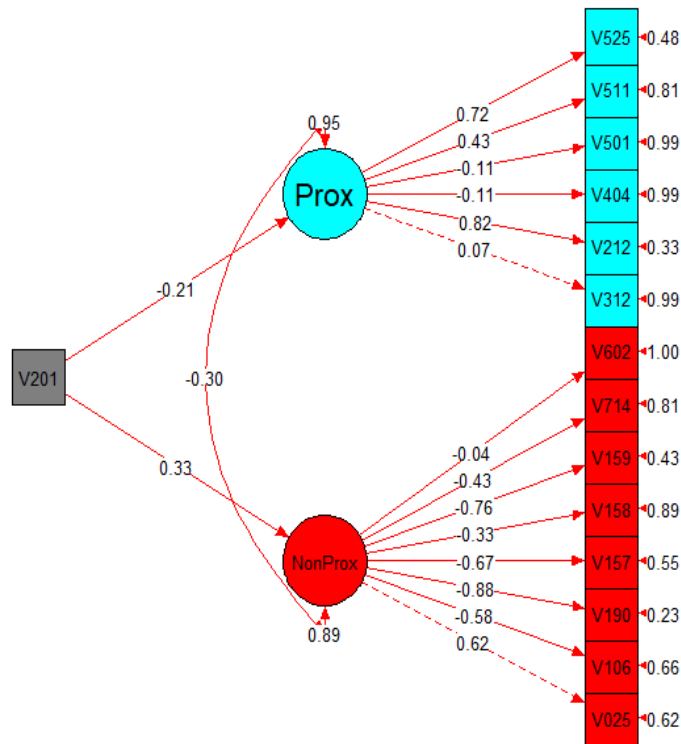 V525
0.48
V511
0.81
0.72
0.95
0.43
V501
0.99
-0.11
Prox
-0.11
V404
0.99
0.82
V212
0.33
0.07
-0.21
V312
0.99
V602
1.00
V201
-0.30
V714
0.81
-0.04
-0.43
V159
0.43
0.33
-0.76
V158
0.89
-0.33
NonProx
-0.67
V157
0.55
-0.88
V190
0.23
-0.58
0.89
0.62
V106
0.66
V025
0.62